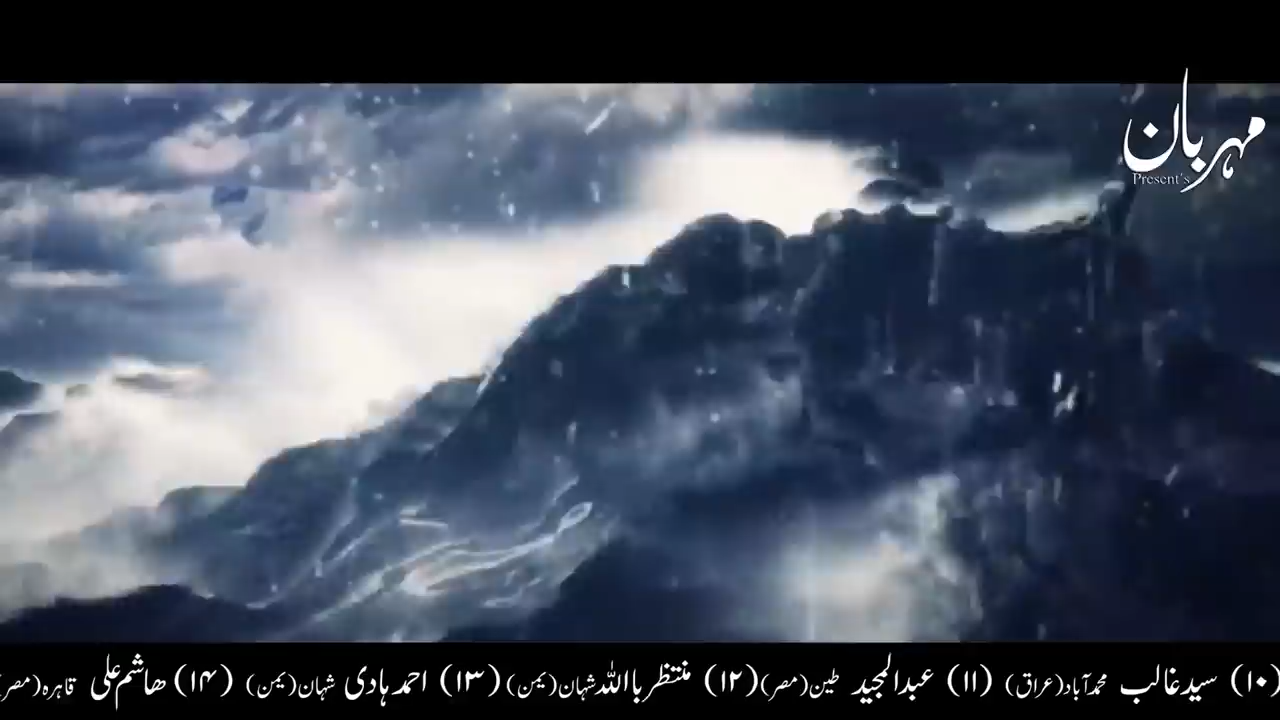 مہربان
Present's
(۱۰) سید غالب محمد آباد (عراق) (۱۱) عبدالمجید طین (مصر) (۱۲) منتظر بااللہ شہان (یمن) (۱۳) احمد ہادی شہان (یمن) (۱۴) ھاشم علی قاہرہ (مصر